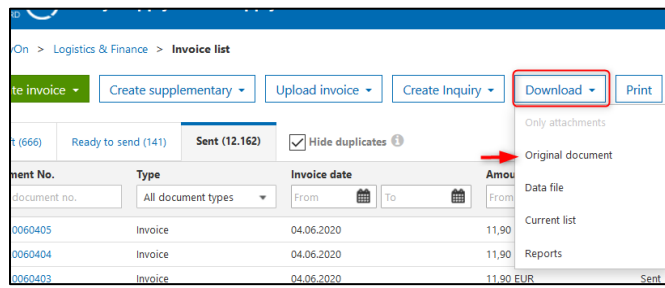 On > Logistics & Finance > Invoice list
te invoice Create supplementary Upload invoice Create Inquiry Download Print
Only attachments
t (666) Ready to send (141) Sent (12.162) Hide duplicates
Original document
ment No. Type Invoice date Amou
document no. All document types From To From
Data file
0060405 Invoice 04.06.2020 11,90
Current list
0060404 Invoice 04.06.2020 11,90
Reports
0060403 Invoice 04.06.2020 11,90 EUR Sent